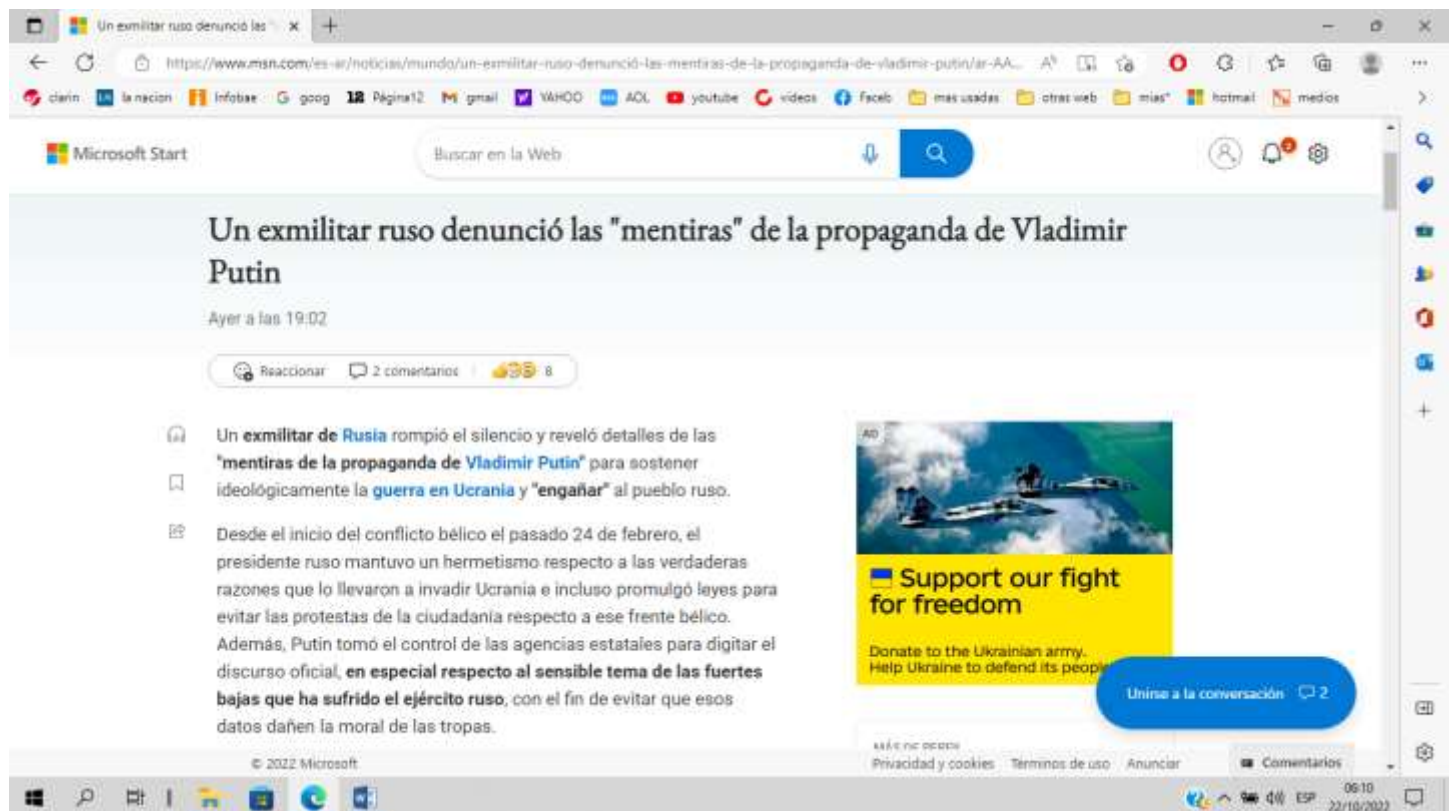 Un exmilitar ruso denunció las
https://www.msn.com/es-ar/noticias/mundo/un-exmilitar-ruso-denunció-las-mentiras-de-la-propaganda-de-vladimir-putin/ar-AA...
clarin la nacion Infobae goog 12 Página12 gmail YAHOO AOL youtube videos Faceb mas usadas otras web mias* hotmail medios
Microsoft Start
Buscar en la Web
Un exmilitar ruso denunció las "mentiras" de la propaganda de Vladimir
Putin
Ayer a las 19:02
Reaccionar 2 comentarios 8
Un exmilitar de Rusia rompió el silencio y reveló detalles de las
"mentiras de la propaganda de Vladimir Putin" para sostener
ideológicamente la guerra en Ucrania y "engañar" al pueblo ruso.
Desde el inicio del conflicto bélico el pasado 24 de febrero, el
presidente ruso mantuvo un hermetismo respecto a las verdaderas
razones que lo llevaron a invadir Ucrania e incluso promulgó leyes para
evitar las protestas de la ciudadanía respecto a ese frente bélico.
Además, Putin tomó el control de las agencias estatales para digitar el
discurso oficial, en especial respecto al sensible tema de las fuertes
bajas que ha sufrido el ejército ruso, con el fin de evitar que esos
datos dañen la moral de las tropas.
AD
Support our fight
for freedom
Donate to the Ukrainian army.
Help Ukraine to defend its people
Unirse a la conversación 2
MÁS DE PERFIL
© 2022 Microsoft
Privacidad y cookies Términos de uso Anunciar
Comentarios
ESP
06:10
22/10/2022